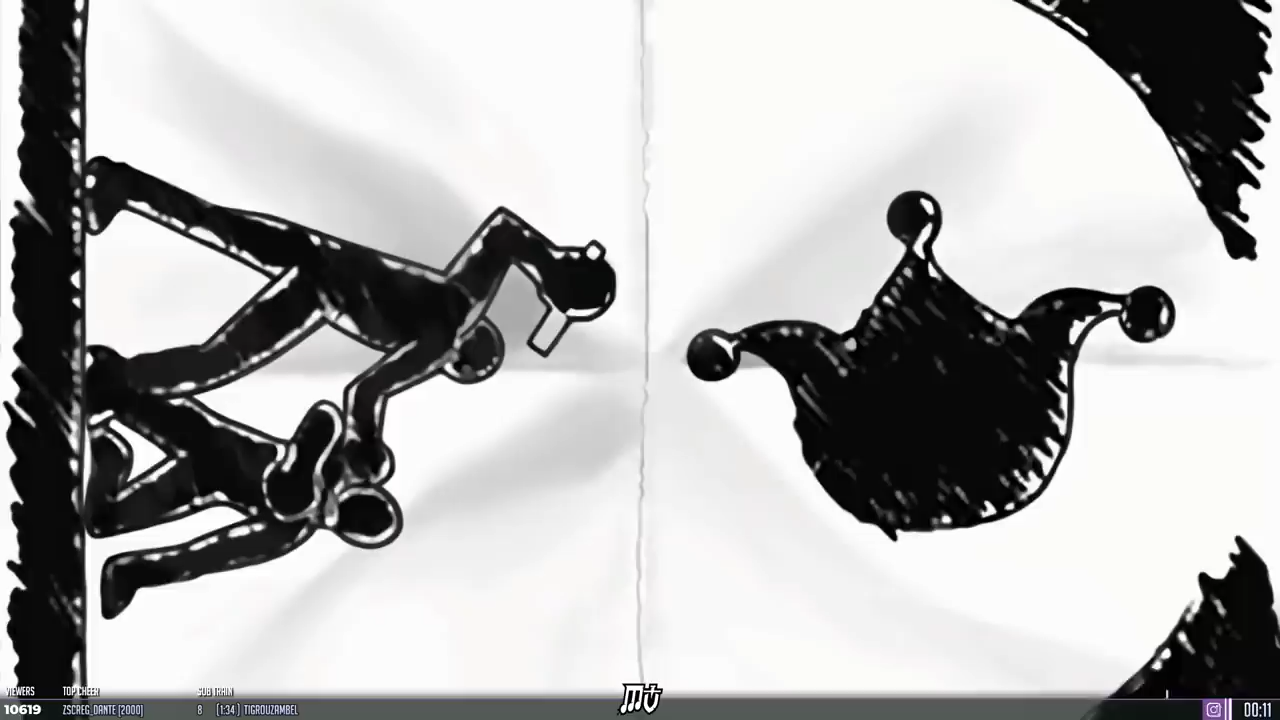 VIEWERS TOP CHEER SUB TRAIN
10619 ZSCREG_DANTE [2000] 8 [1:34] TIGROUZAMBEL 00:11